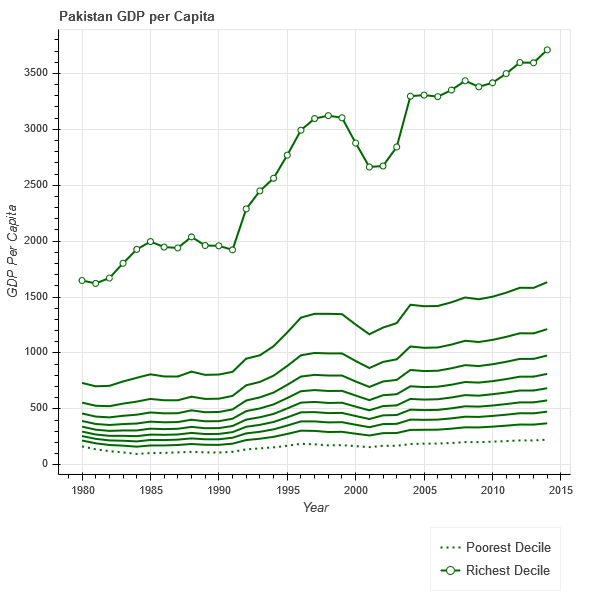 Pakistan GDP per Capita
3500
3000
2500
2000
1500
1000
500
0
GDP Per Capita
1980 1985 1990 1995 2000 2005 2010 2015
Year
Poorest Decile
Richest Decile